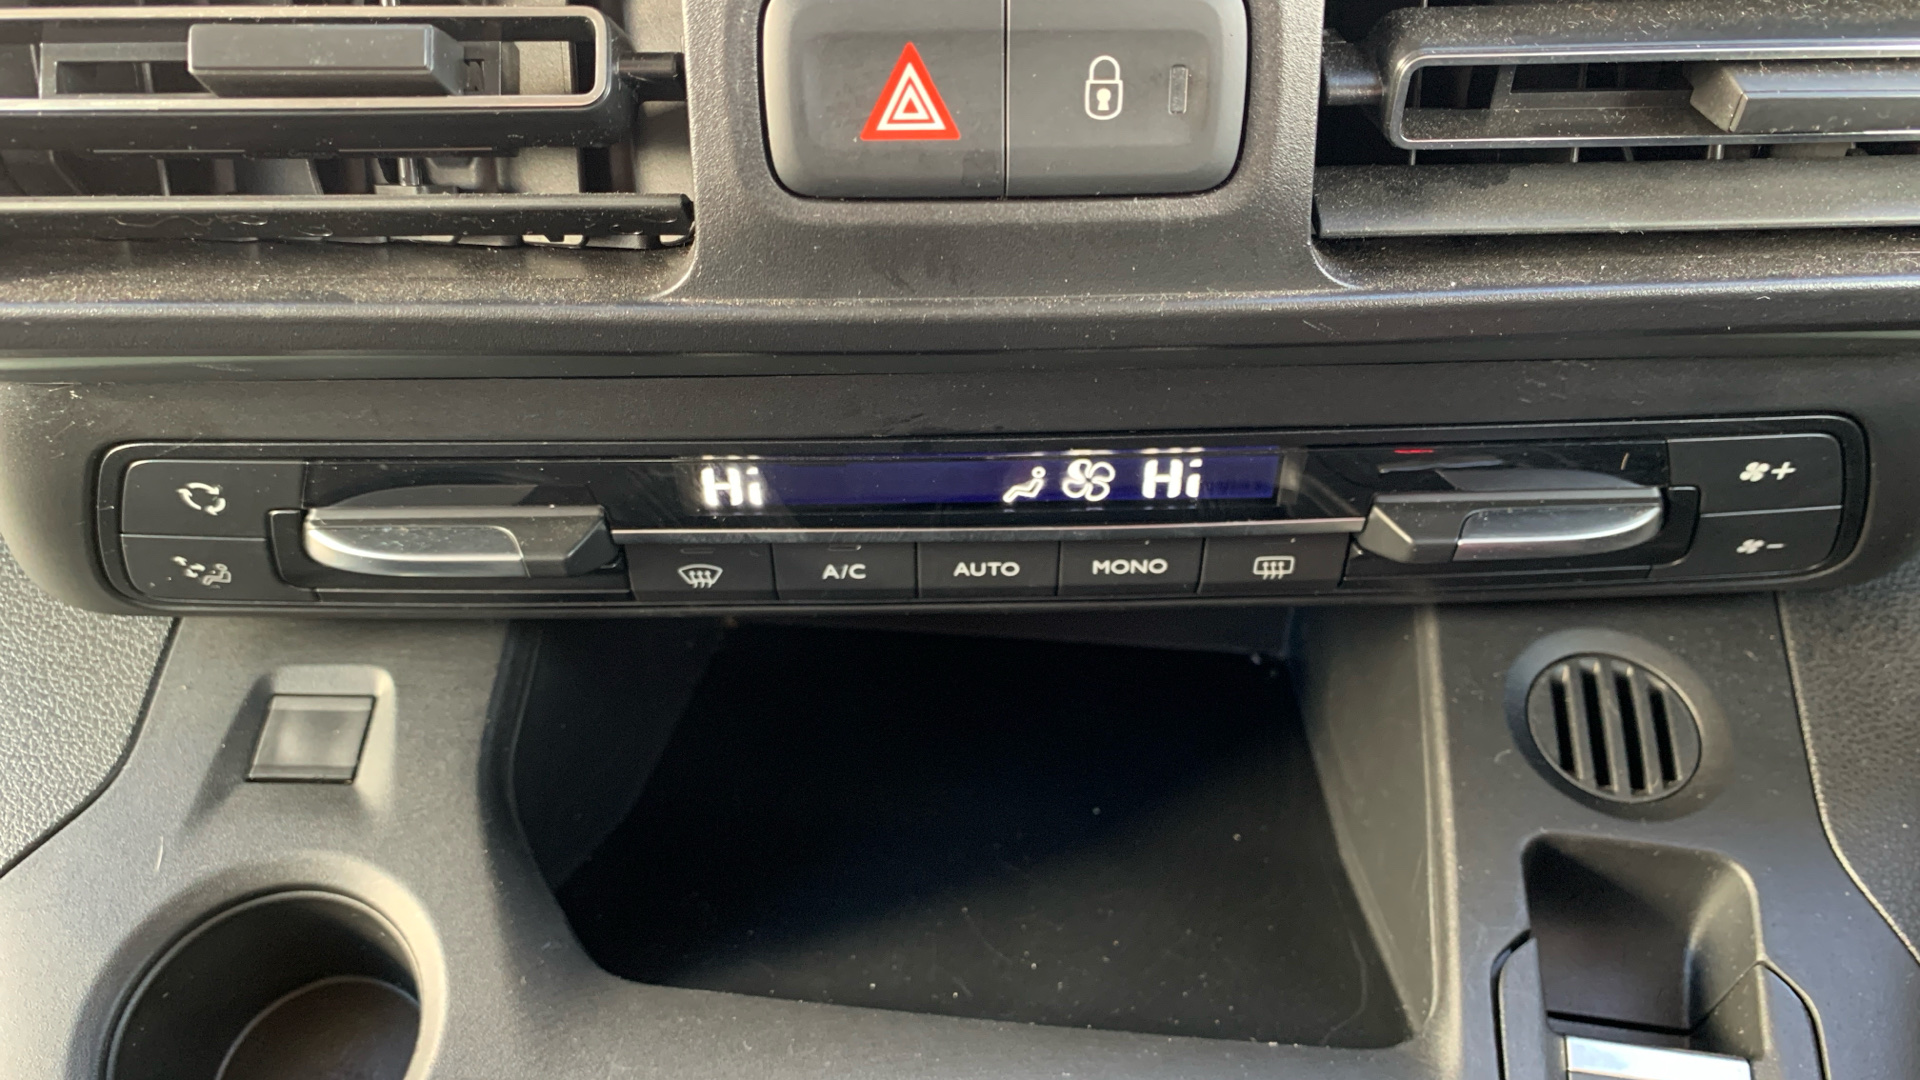 Hi Hi
+
A/C AUTO MONO
-